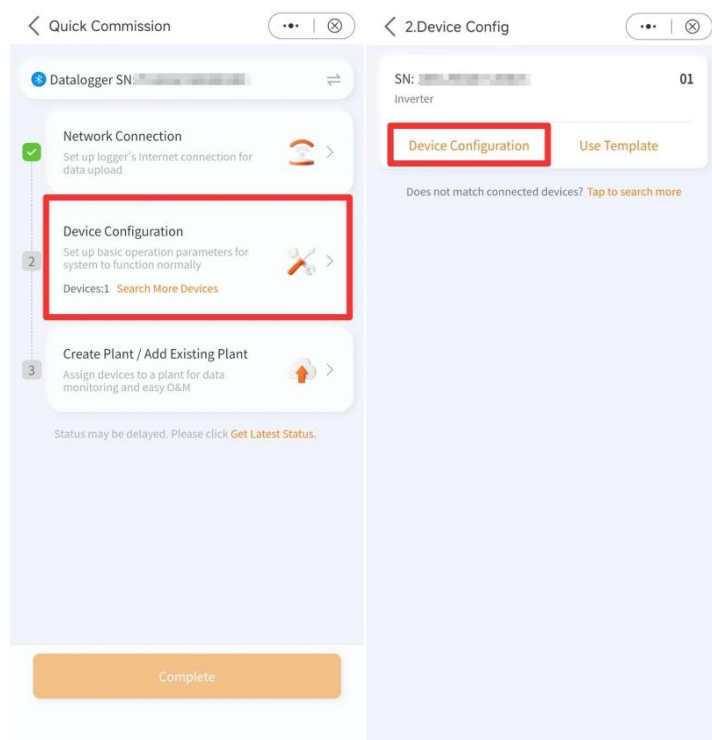 Quick Commission
Datalogger SN:
Network Connection
Set up logger's Internet connection for
data upload
2
Device Configuration
Set up basic operation parameters for
system to function normally
Devices:1 Search More Devices
3
Create Plant / Add Existing Plant
Assign devices to a plant for data
monitoring and easy O&M
Status may be delayed. Please click Get Latest Status.
Complete
2.Device Config
SN: 01
Inverter
Device Configuration Use Template
Does not match connected devices? Tap to search more